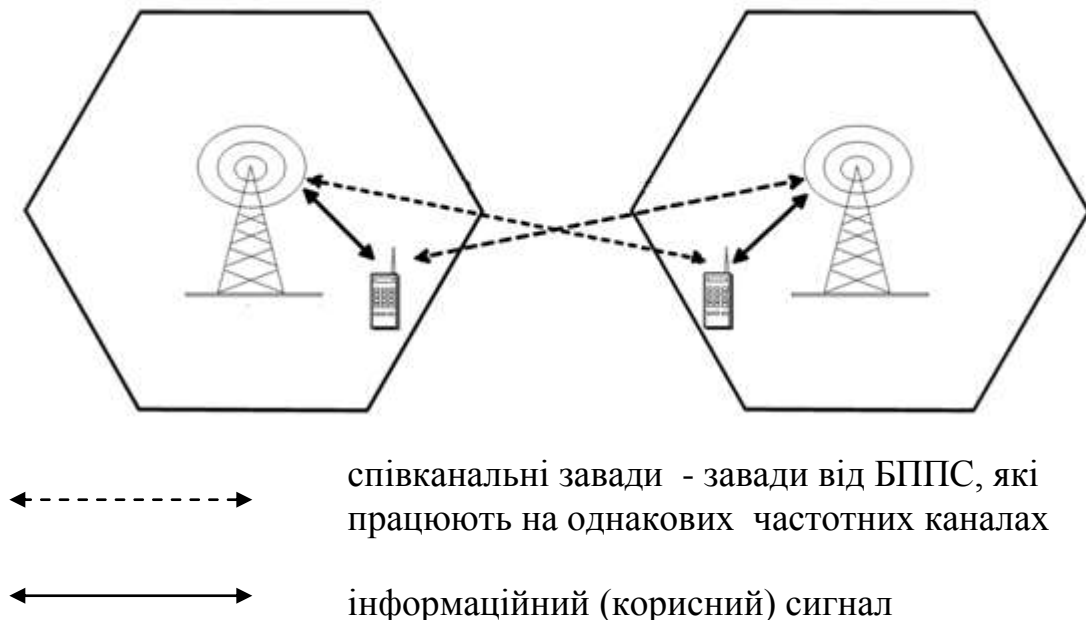 співканальні завади - завади від БППС, які
працюють на однакових частотних каналах
інформаційний (корисний) сигнал